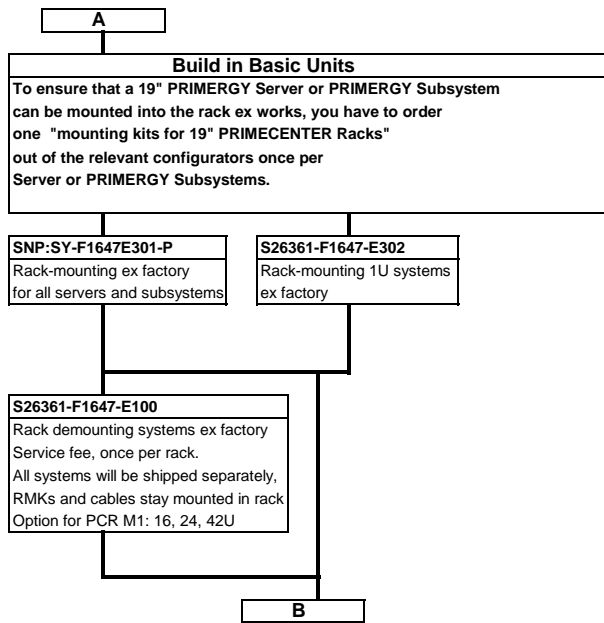 A
Build in Basic Units
To ensure that a 19" PRIMERGY Server or PRIMERGY Subsystem
can be mounted into the rack ex works, you have to order
one "mounting kits for 19" PRIMECENTER Racks"
out of the relevant configurators once per
Server or PRIMERGY Subsystems.
SNP:SY-F1647E301-P
Rack-mounting ex factory
for all servers and subsystems
S26361-F1647-E302
Rack-mounting 1U systems
ex factory
S26361-F1647-E100
Rack demounting systems ex factory
Service fee, once per rack.
All systems will be shipped separately,
RMKs and cables stay mounted in rack
Option for PCR M1: 16, 24, 42U
B